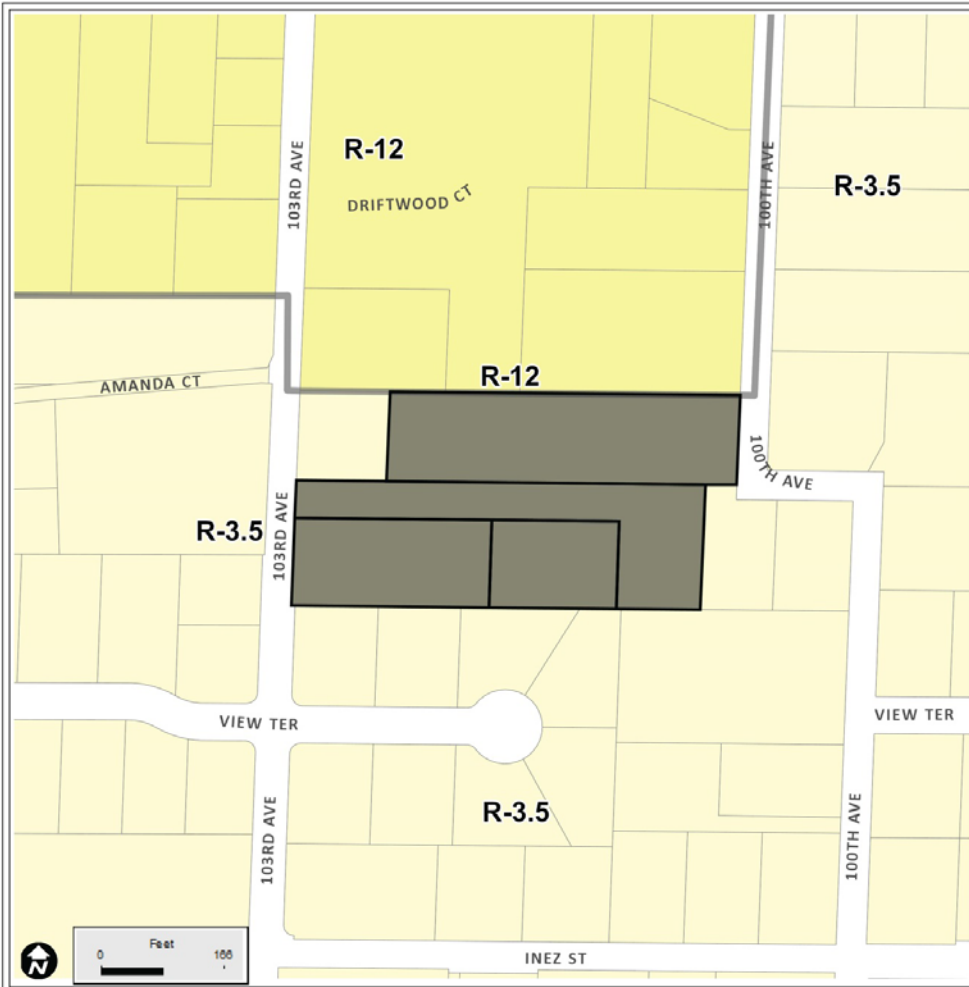 R-12
103RD AVE
100TH AVE
R-3.5
DRIFTWOOD CT
R-12
AMANDA CT
100TH AVE
103RD AVE
R-3.5
VIEW TER
VIEW TER
R-3.5
103RD AVE
100TH AVE
N
Feet
0 166
INEZ ST